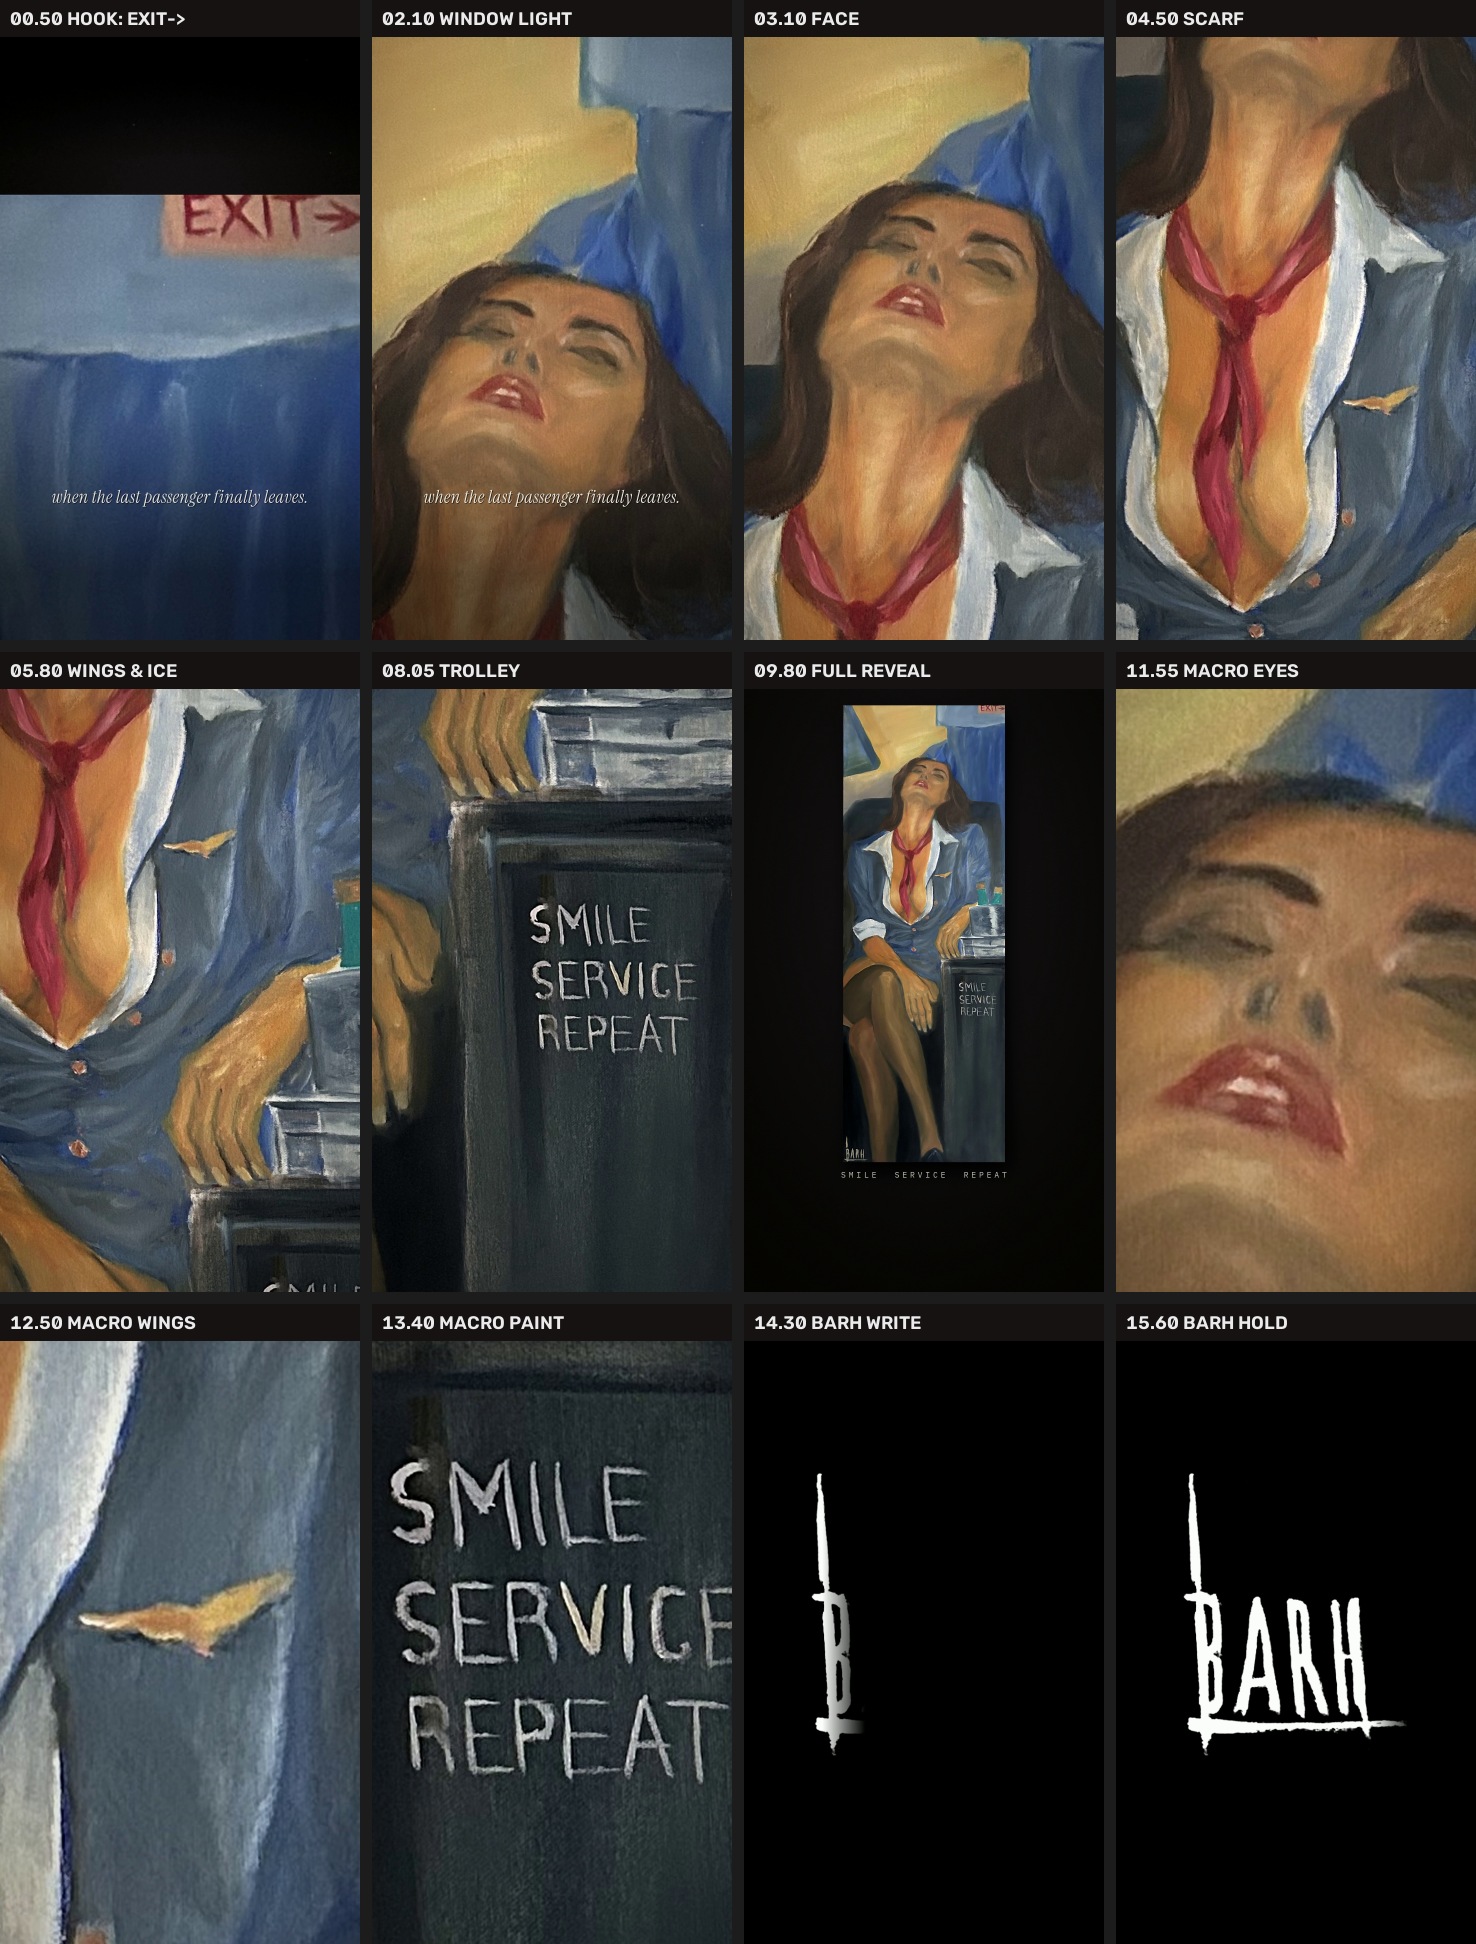 00.50 HOOK: EXIT->
02.10 WINDOW LIGHT
03.10 FACE
04.50 SCARF
EXIT→
when the last passenger finally leaves.
when the last passenger finally leaves.
05.80 WINGS & ICE
08.05 TROLLEY
09.80 FULL REVEAL
11.55 MACRO EYES
SMILE
SERVICE
REPEAT
SMILE
EXIT→
SMILE
SERVICE
REPEAT
BARH
SMILE SERVICE REPEAT
12.50 MACRO WINGS
13.40 MACRO PAINT
14.30 BARH WRITE
15.60 BARH HOLD
SMILE
SERVICE
REPEAT
B
BARH